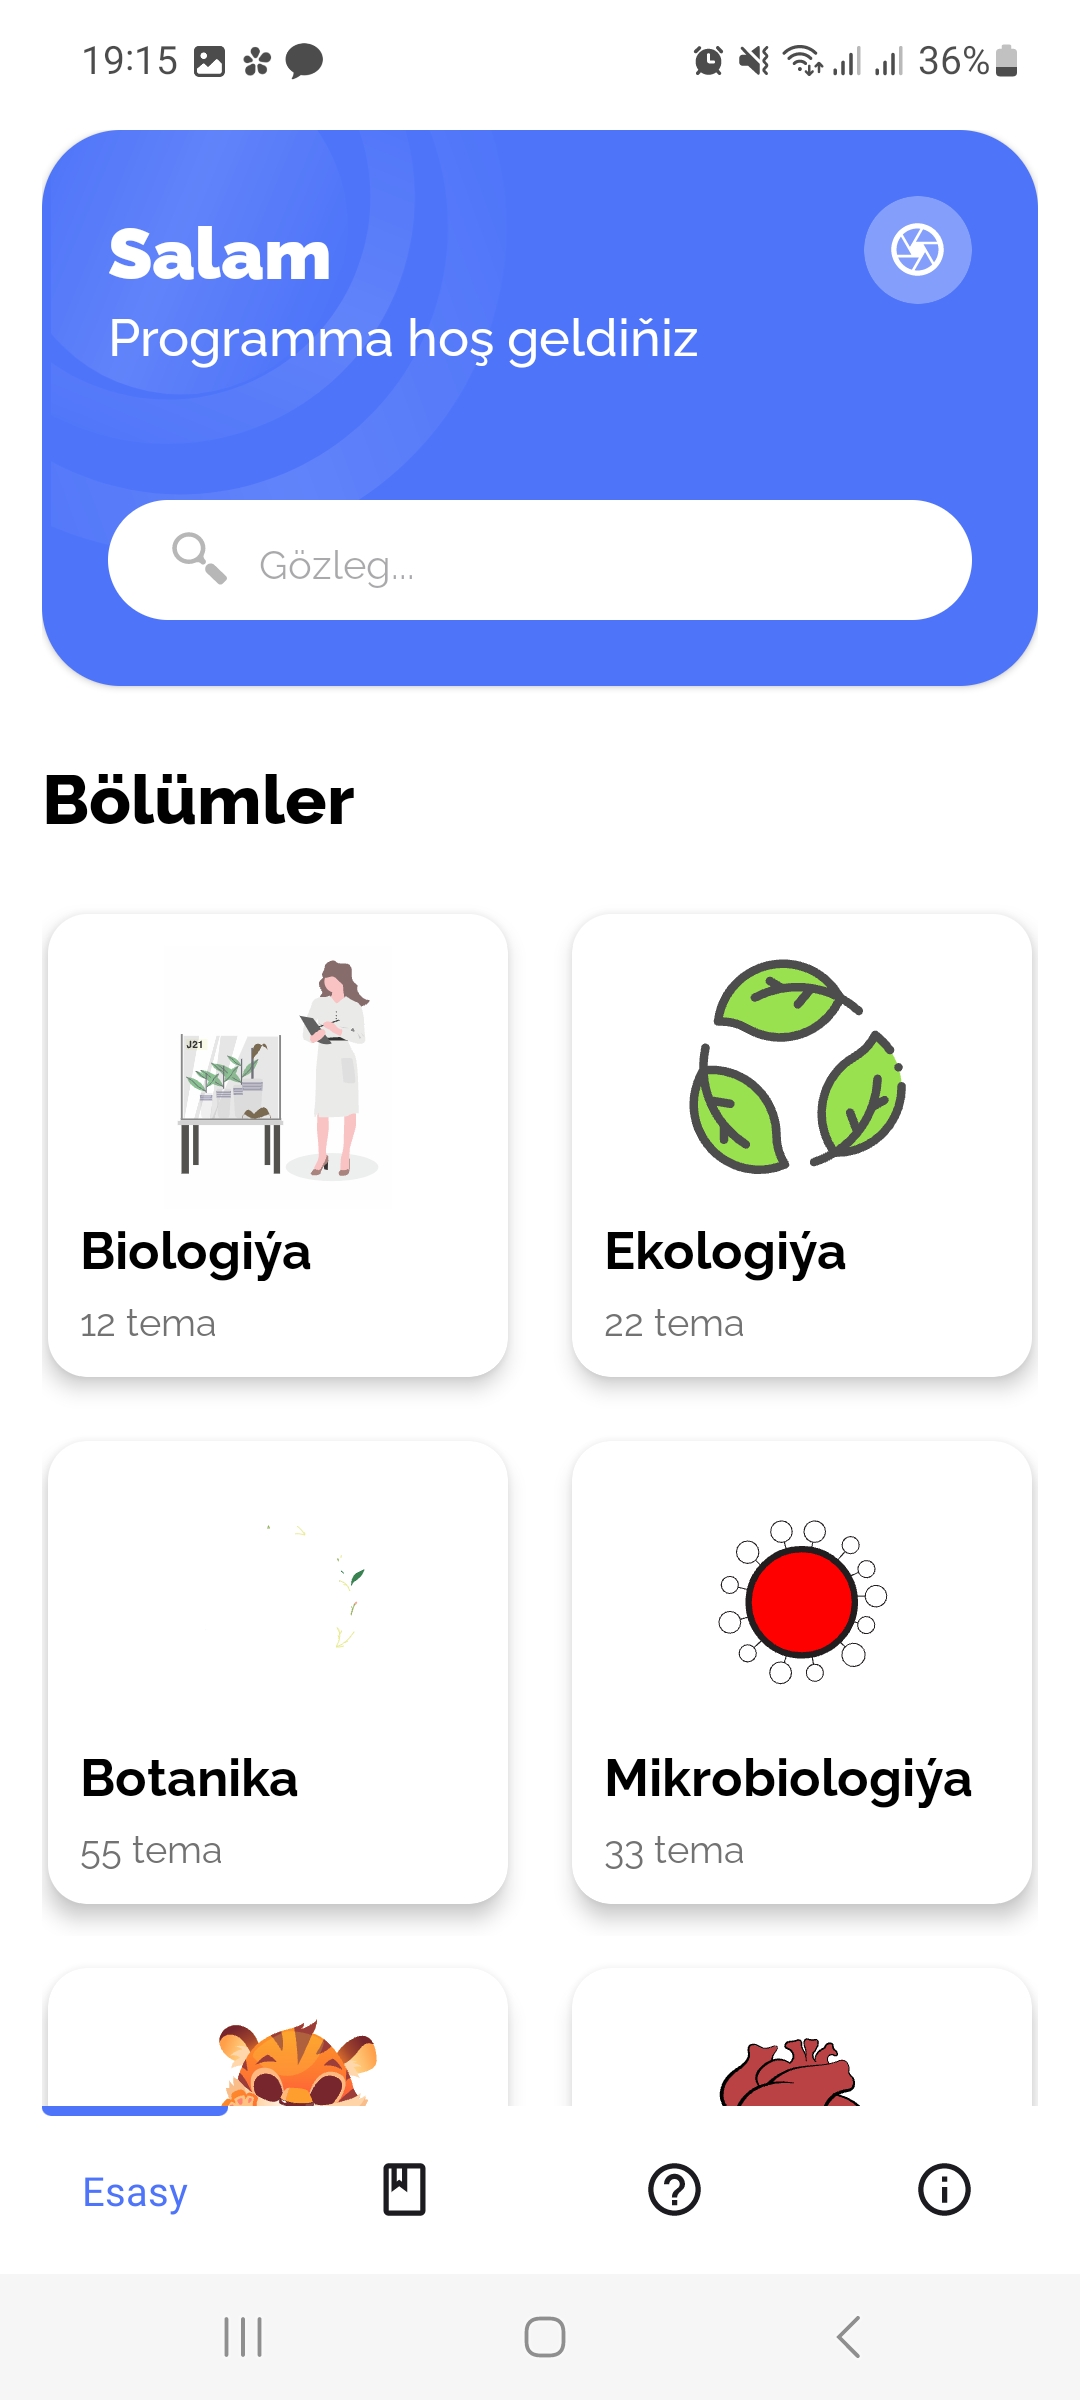 19:15
36%
Salam
Programma hoş geldiňiz
Gözleg...
Bölümler
J21
Biologiýa
12 tema
Ekologiýa
22 tema
Botanika
55 tema
Mikrobiologiýa
33 tema
Esasy